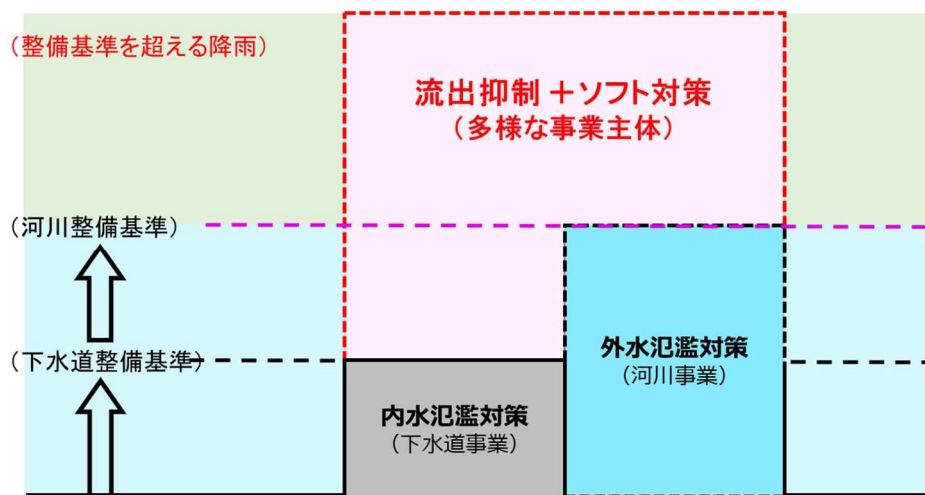 （整備基準を超える降雨）
流出抑制＋ソフト対策
（多様な事業主体）
（河川整備基準）
（下水道整備基準）
外水氾濫対策
（河川事業）
内水氾濫対策
（下水道事業）